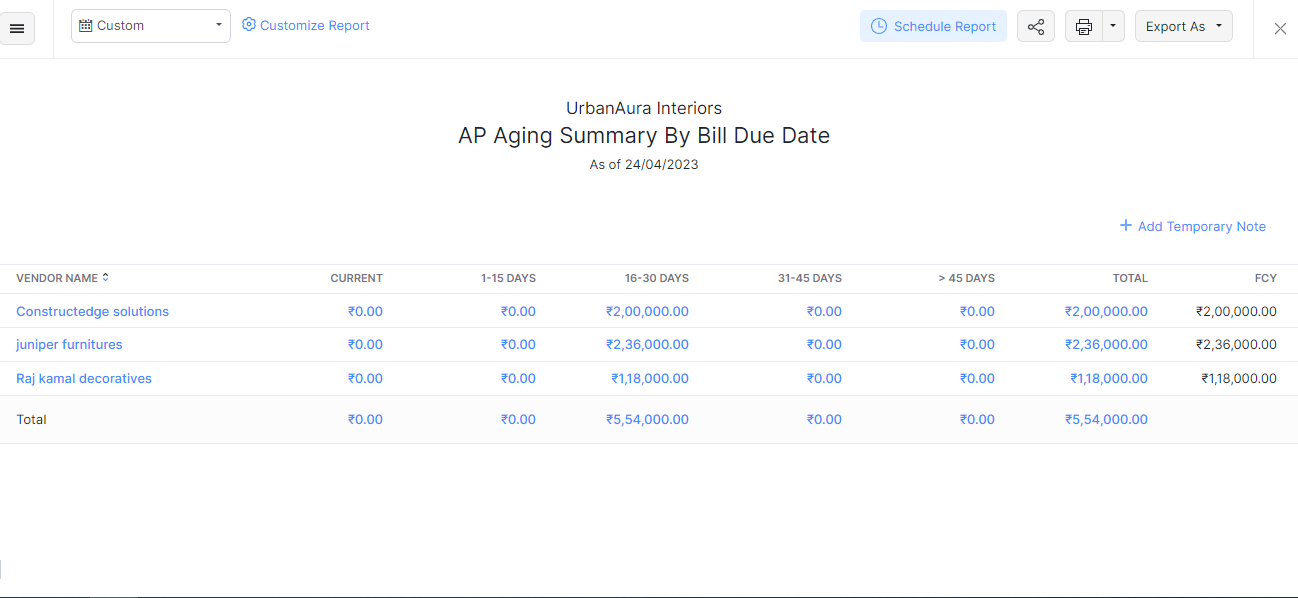 Custom Customize Report Schedule Report Export As
UrbanAura Interiors
AP Aging Summary By Bill Due Date
As of 24/04/2023
Add Temporary Note
VENDOR NAME CURRENT 1-15 DAYS 16-30 DAYS 31-45 DAYS > 45 DAYS TOTAL FCY
Constructedge solutions ₹0.00 ₹0.00 ₹2,00,000.00 ₹0.00 ₹0.00 ₹2,00,000.00 ₹2,00,000.00
juniper furnitures ₹0.00 ₹0.00 ₹2,36,000.00 ₹0.00 ₹0.00 ₹2,36,000.00 ₹2,36,000.00
Raj kamal decoratives ₹0.00 ₹0.00 ₹1,18,000.00 ₹0.00 ₹0.00 ₹1,18,000.00 ₹1,18,000.00
Total ₹0.00 ₹0.00 ₹5,54,000.00 ₹0.00 ₹0.00 ₹5,54,000.00